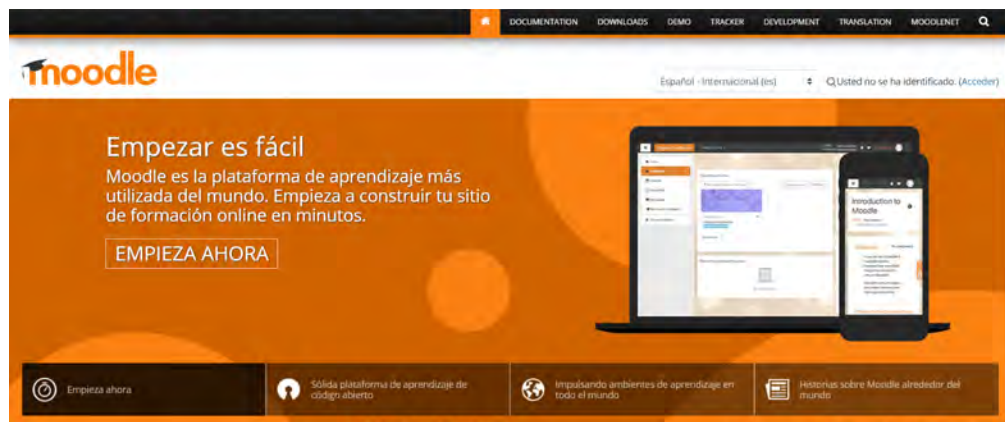 DOCUMENTATION DOWNLOADS DEMO TRACKER DEVELOPMENT TRANSLATION MOODLENET
moodle
Español - Internacional (es)
Usted no se ha identificado. (Acceder)
Empezar es fácil
Moodle es la plataforma de aprendizaje más
utilizada del mundo. Empieza a construir tu sitio
de formación online en minutos.
EMPIEZA AHORA
Introduction to
Moodle
Empieza ahora
Sólida plataforma de aprendizaje de
código abierto
Impulsando ambientes de aprendizaje en
todo el mundo
Historias sobre Moodle alrededor del
mundo